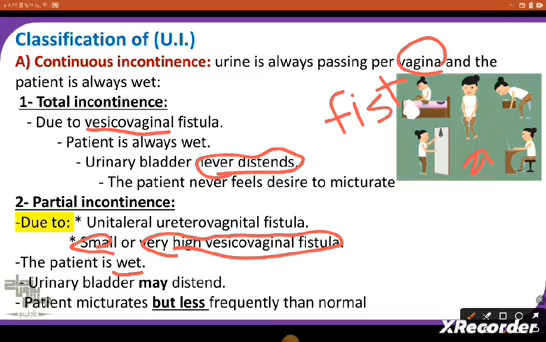 Classification of (U.I.)
A) Continuous incontinence: urine is always passing per vagina and the
patient is always wet:
1- Total incontinence:
- Due to vesicovaginal fistula.
- Patient is always wet.
- Urinary bladder never distends.
- The patient never feels desire to micturate
2- Partial incontinence:
-Due to: * Unitaleral ureterovagnital fistula.
* Small or very high vesicovaginal fistula.
-The patient is wet.
- Urinary bladder may distend.
- Patient micturates but less frequently than normal
fist
XRecorder